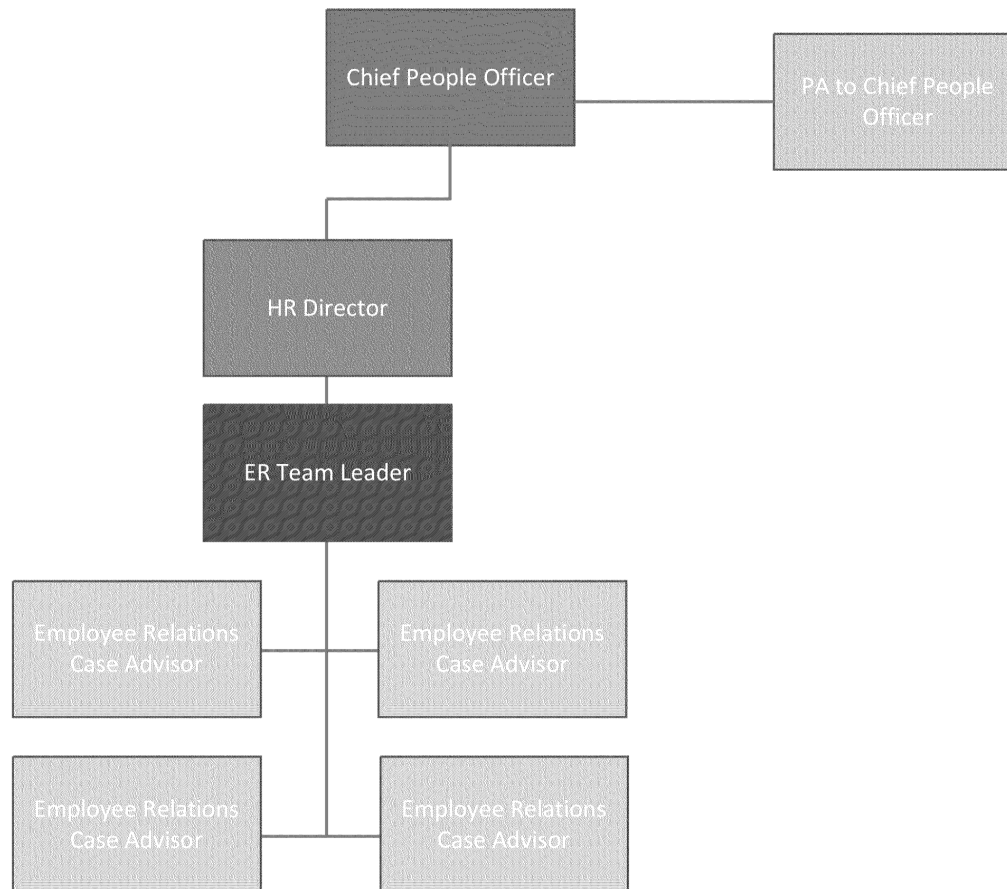 Chief People Officer
PA to Chief People
Officer
HR Director
ER Team Leader
Employee Relations
Case Advisor
Employee Relations
Case Advisor
Employee Relations
Case Advisor
Employee Relations
Case Advisor